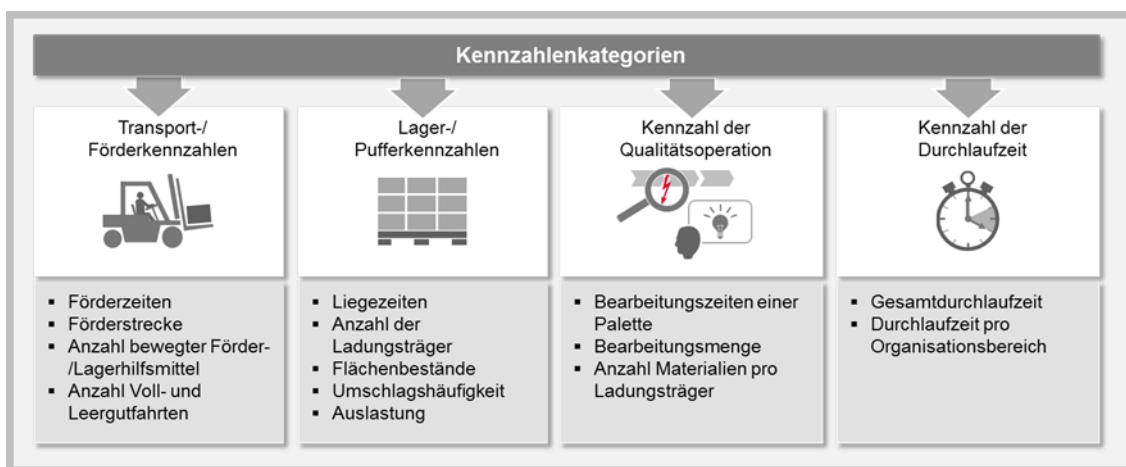 Kennzahlenkategorien
Transport-/
Förderkennzahlen
Lager-/
Pufferkennzahlen
Kennzahl der
Qualitätsoperation
Kennzahl der
Durchlaufzeit
▪ Förderzeiten
▪ Förderstrecke
▪ Anzahl bewegter Förder-
/Lagerhilfsmittel
▪ Anzahl Voll- und
Leergutfahrten
▪ Liegezeiten
▪ Anzahl der
Ladungsträger
▪ Flächenbestände
▪ Umschlagshäufigkeit
▪ Auslastung
▪ Bearbeitungszeiten einer
Palette
▪ Bearbeitungsmenge
▪ Anzahl Materialien pro
Ladungsträger
▪ Gesamtdurchlaufzeit
▪ Durchlaufzeit pro
Organisationsbereich